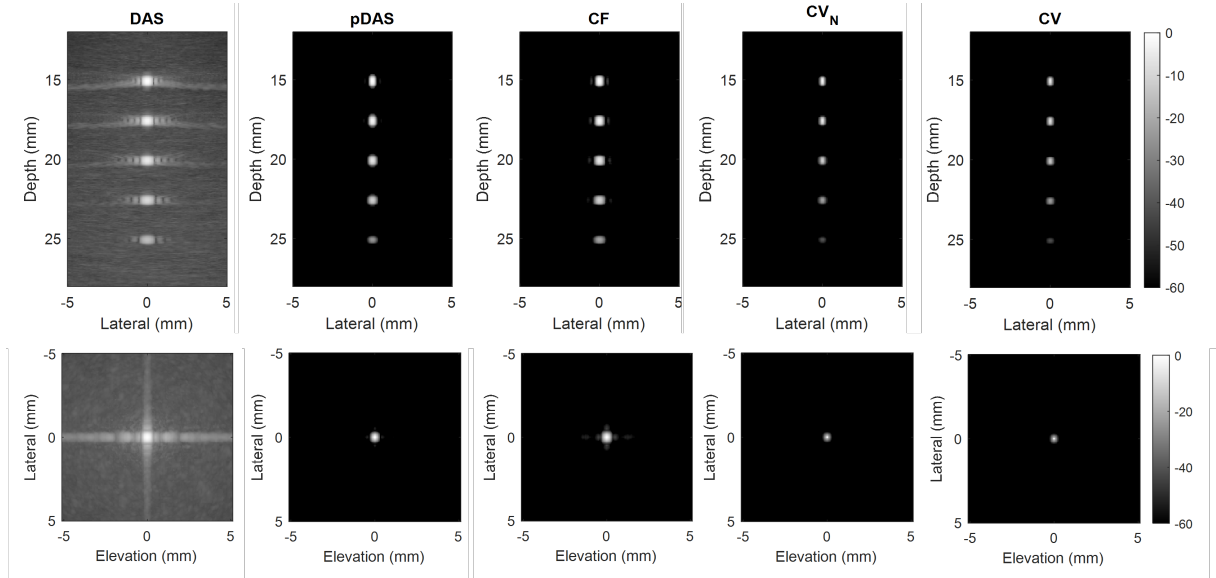 DAS pDAS CF CV_N CV
15 15 15 15 15 0
-10
20 20 20 20 20 -20
-30
25 25 25 25 25 -40
-50
-60
Depth (mm) Depth (mm) Depth (mm) Depth (mm) Depth (mm)
-5 0 5 -5 0 5 -5 0 5 -5 0 5 -5 0 5
Lateral (mm) Lateral (mm) Lateral (mm) Lateral (mm) Lateral (mm)
-5 -5 -5 -5 -5 0
-20
0 0 0 0 0
-40
5 5 5 5 5 -60
Lateral (mm) Lateral (mm) Lateral (mm) Lateral (mm) Lateral (mm)
-5 0 5 -5 0 5 -5 0 5 -5 0 5 -5 0 5
Elevation (mm) Elevation (mm) Elevation (mm) Elevation (mm) Elevation (mm)